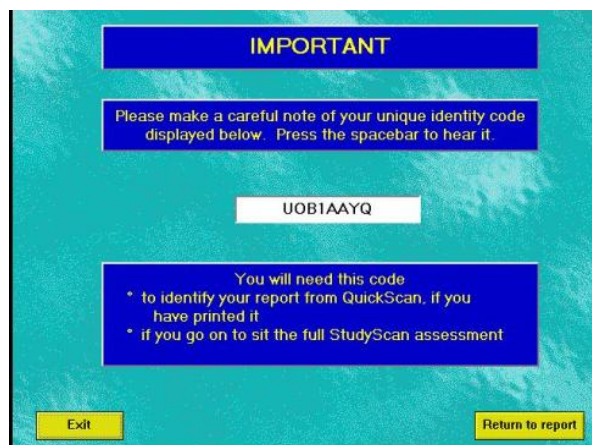 IMPORTANT
Please make a careful note of your unique identity code
displayed below. Press the spacebar to hear it.
UOB1AAYQ
You will need this code
° to identify your report from QuickScan, if you
have printed it
° if you go on to sit the full StudyScan assessment
Exit
Return to report